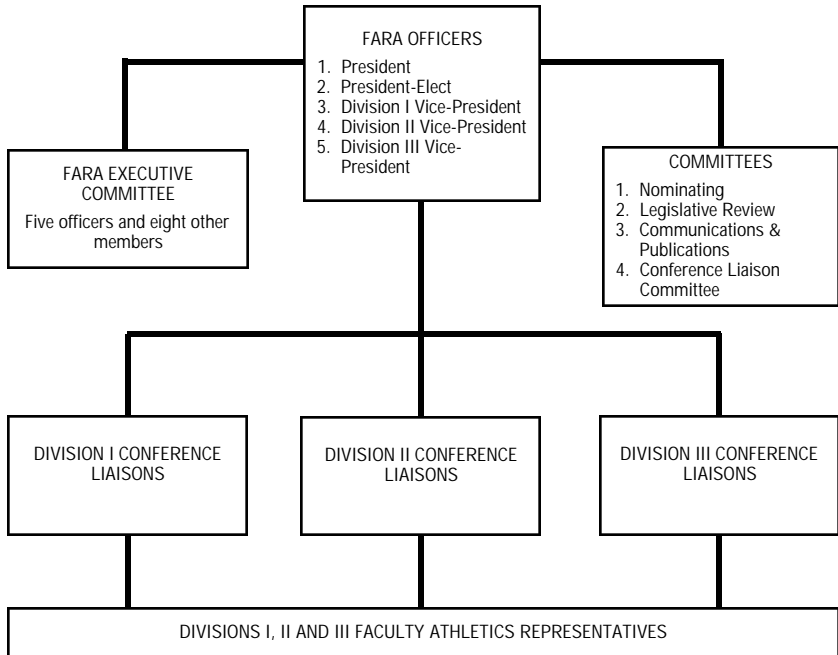 FARA OFFICERS
1. President
2. President-Elect
3. Division I Vice-President
4. Division II Vice-President
5. Division III Vice-
President
FARA EXECUTIVE
COMMITTEE
Five officers and eight other
members
COMMITTEES
1. Nominating
2. Legislative Review
3. Communications &
Publications
4. Conference Liaison
Committee
DIVISION I CONFERENCE
LIAISONS
DIVISION II CONFERENCE
LIAISONS
DIVISION III CONFERENCE
LIAISONS
DIVISIONS I, II AND III FACULTY ATHLETICS REPRESENTATIVES